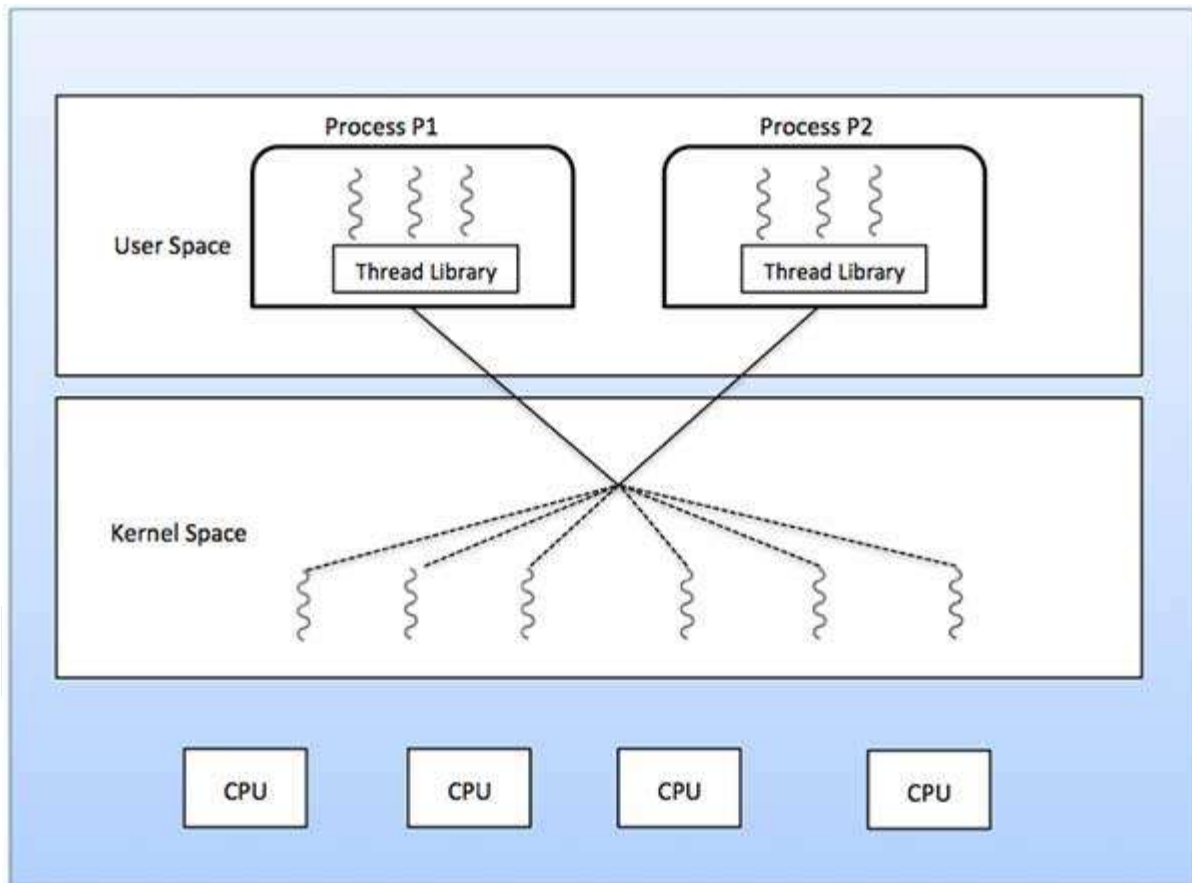 Process P1
Process P2
User Space
Thread Library
Thread Library
Kernel Space
CPU
CPU
CPU
CPU